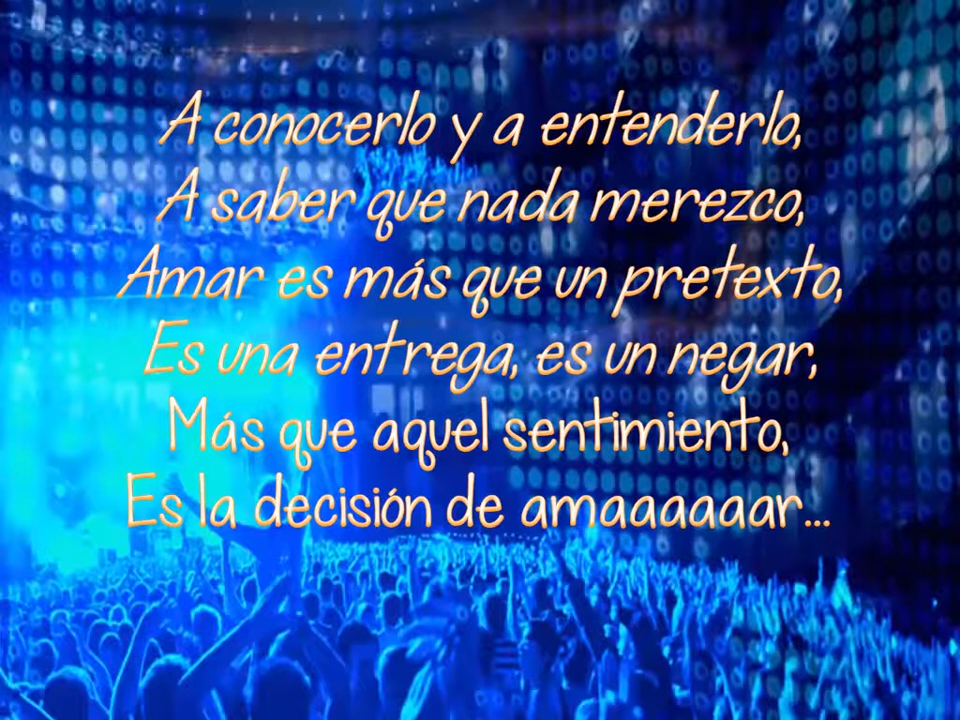 A conocerlo y a entenderlo,
A saber que nada merezco,
Amar es más que un pretexto,
Es una entrega, es un negar,
Más que aquel sentimiento,
Es la decisión de amaaaaaar...